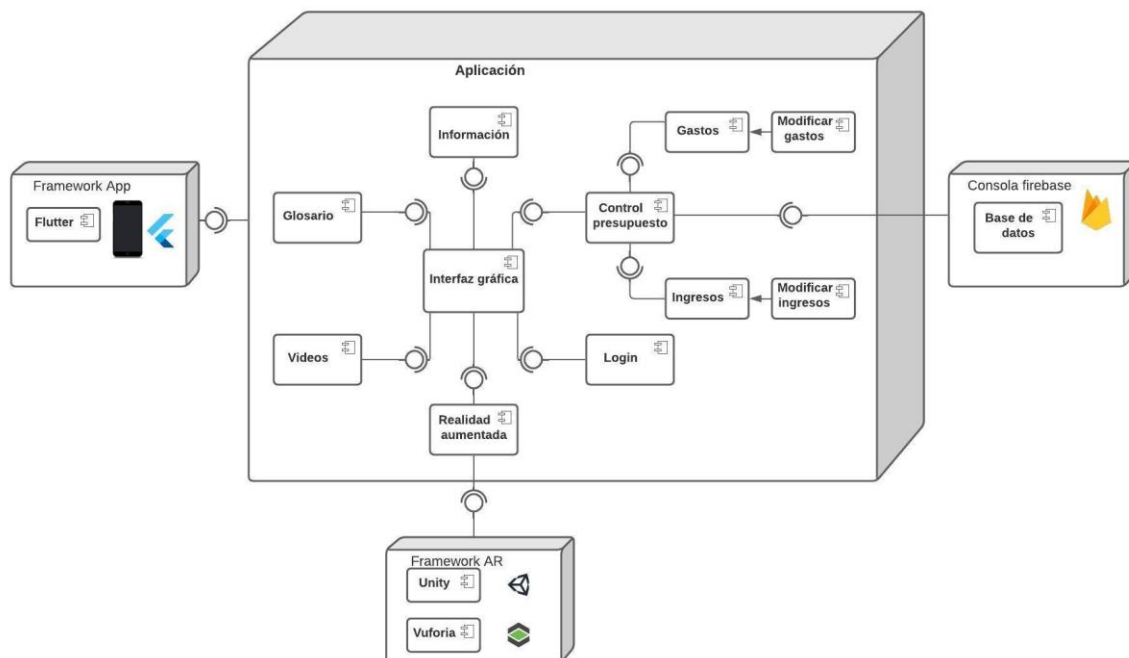 Aplicación
Información
Gastos
Modificar
gastos
Framework App
Flutter
Glosario
Control
presupuesto
Consola firebase
Base de
datos
Interfaz gráfica
Ingresos
Modificar
ingresos
Videos
Login
Realidad
aumentada
Framework AR
Unity
Vuforia